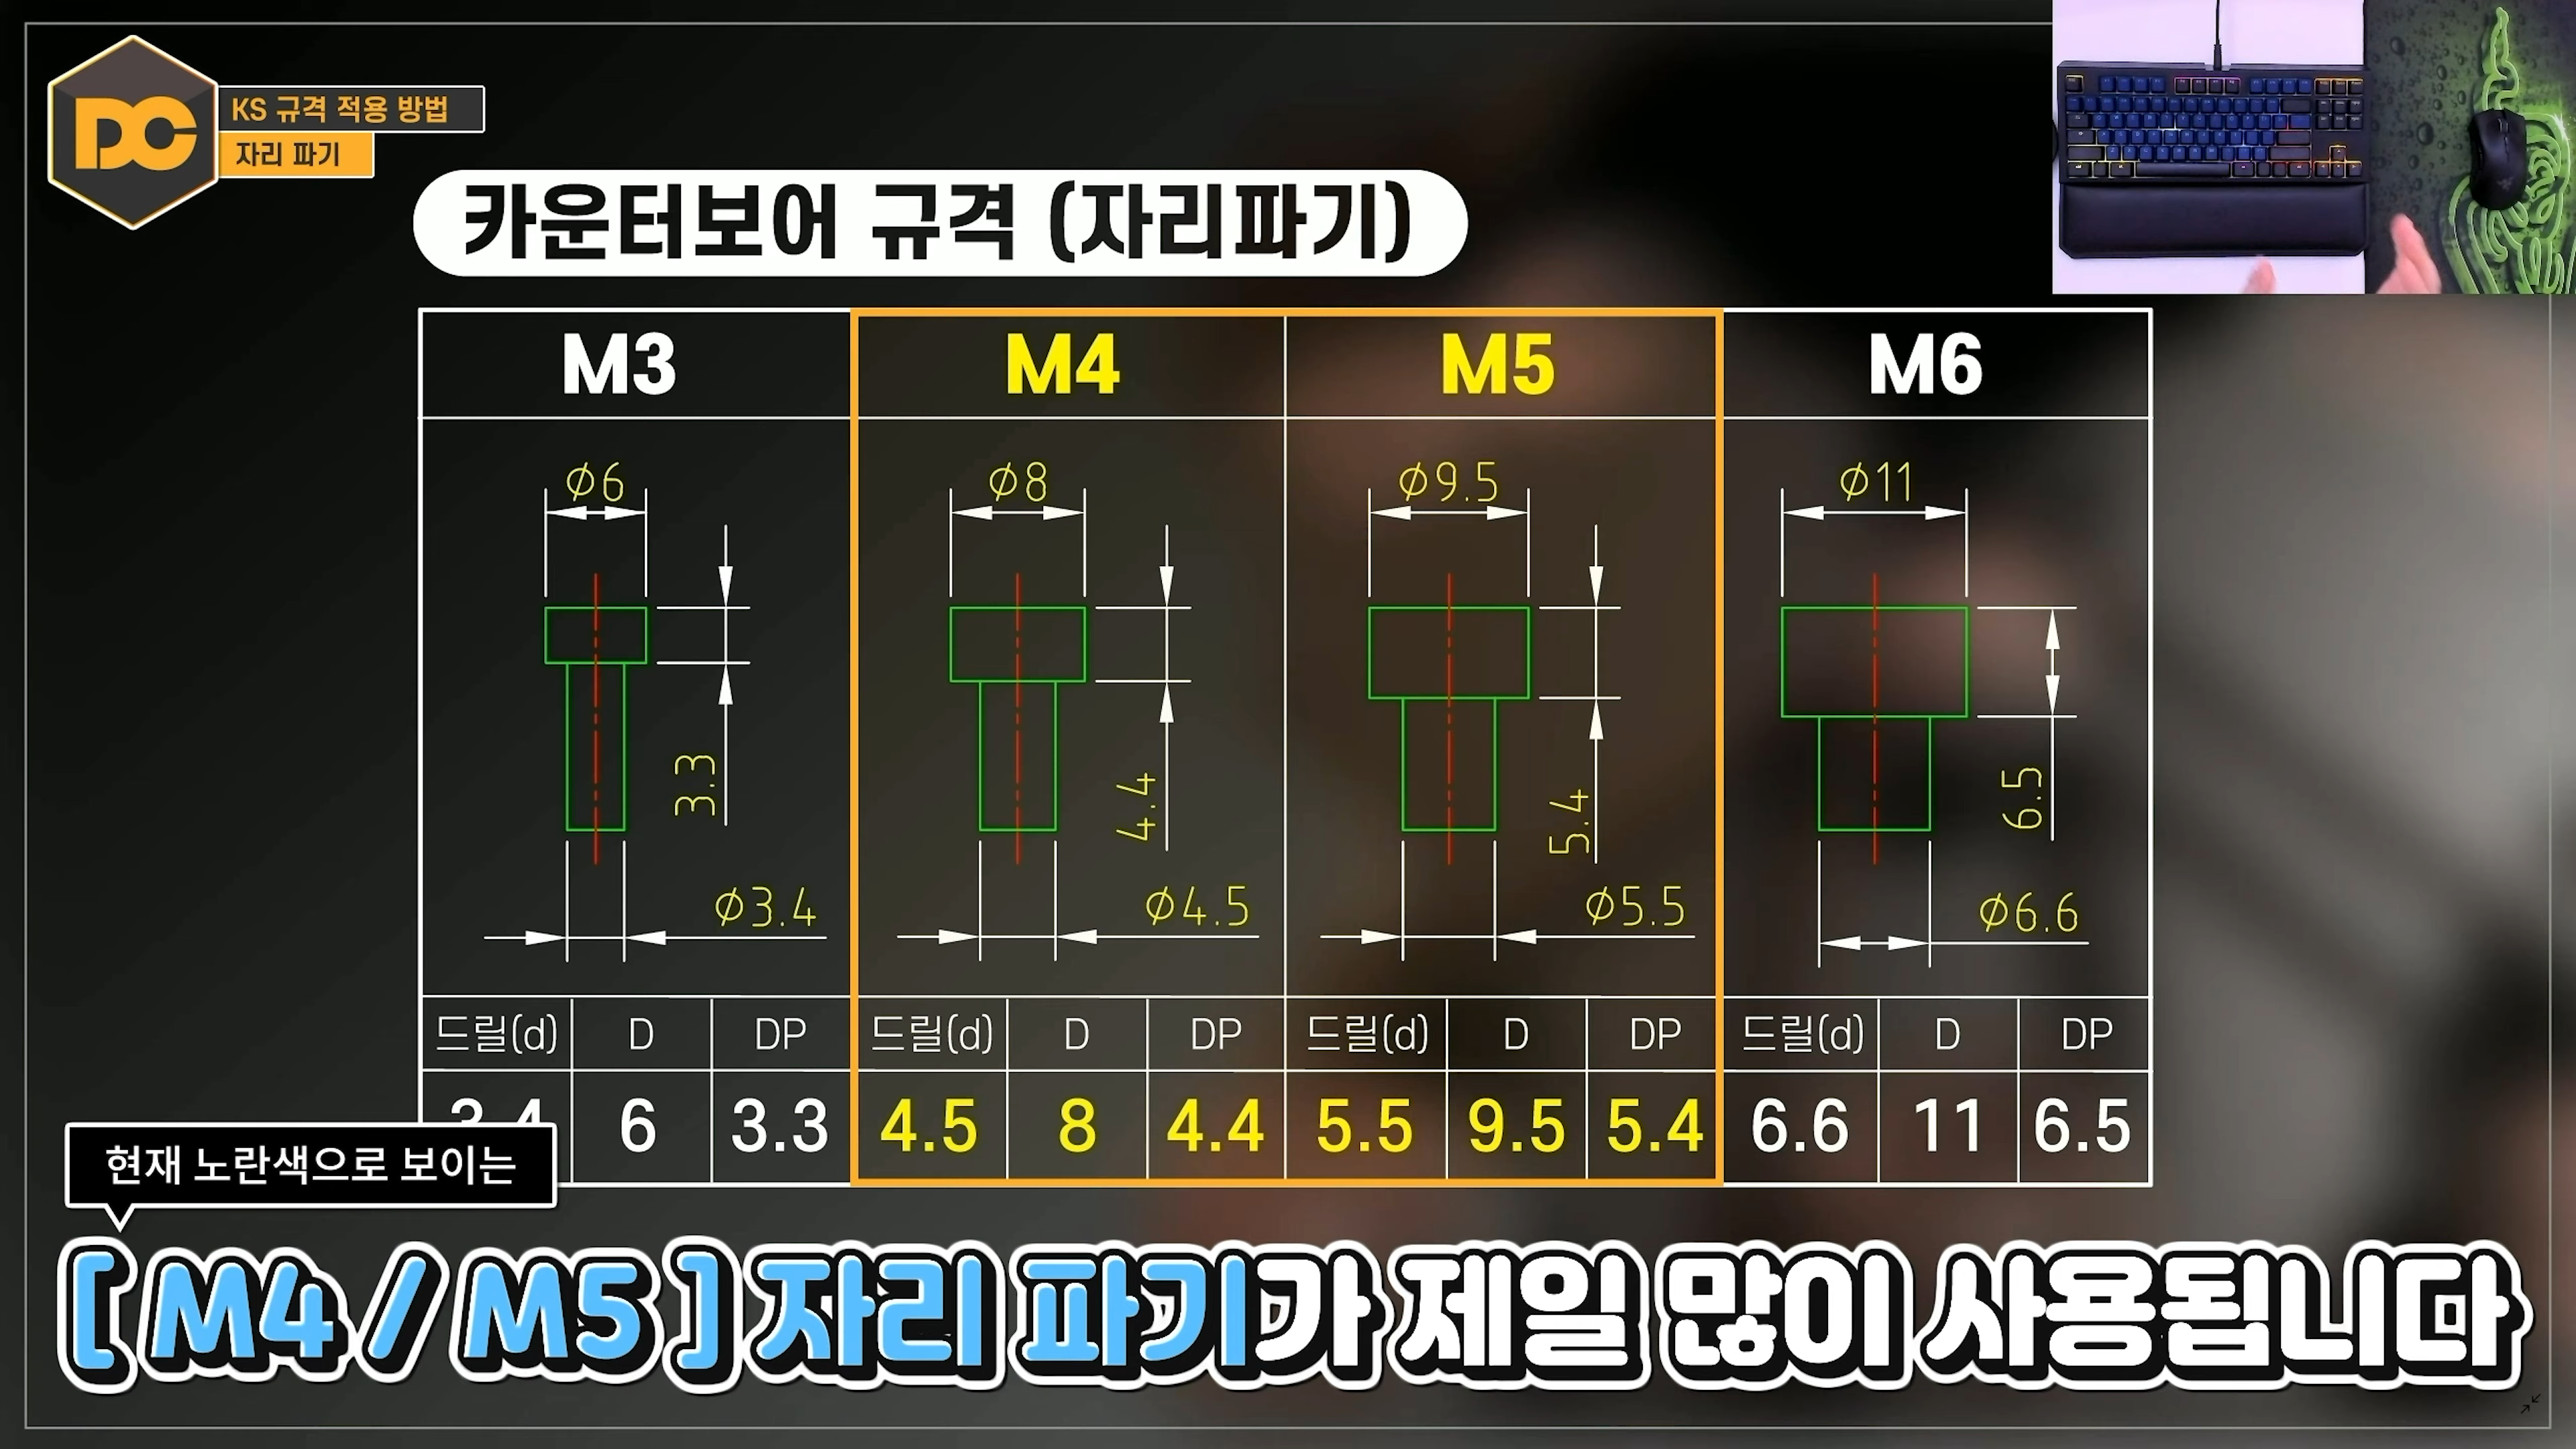 DC
KS 규격 적용 방법
자리 파기
카운터보어 규격 (자리파기)
M3 M4 M5 M6
Ø6 Ø8 Ø9.5 Ø11
3.3 4.4 5.4 6.5
Ø3.4 Ø4.5 Ø5.5 Ø6.6
드릴(d) D DP 드릴(d) D DP 드릴(d) D DP 드릴(d) D DP
3.4 6 3.3 4.5 8 4.4 5.5 9.5 5.4 6.6 11 6.5
현재 노란색으로 보이는
[ M4 / M5 ] 자리 파기가 제일 많이 사용됩니다